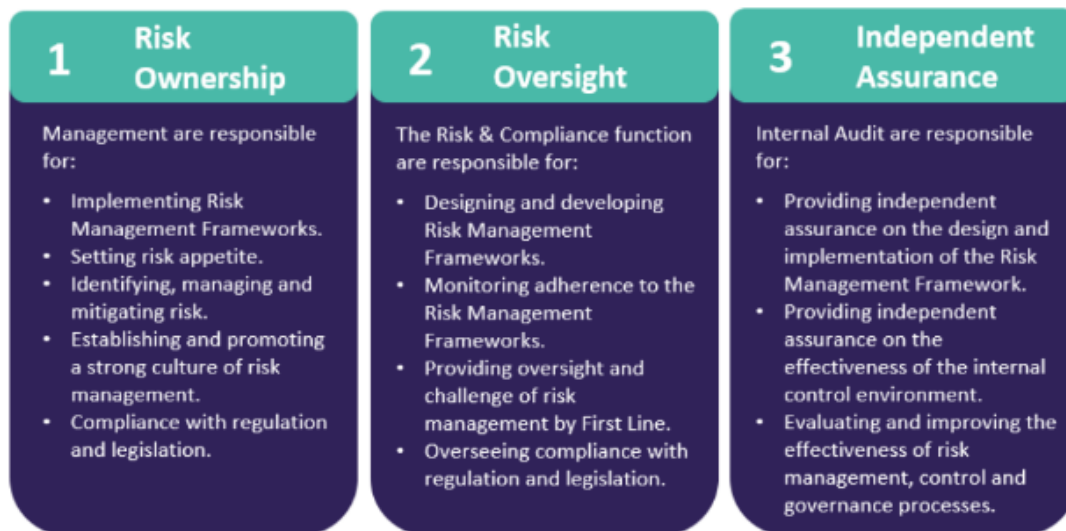 1
Risk
Ownership
Management are responsible
for:
• Implementing Risk
Management Frameworks.
• Setting risk appetite.
• Identifying, managing and
mitigating risk.
• Establishing and promoting
a strong culture of risk
management.
• Compliance with regulation
and legislation.
2
Risk
Oversight
The Risk & Compliance function
are responsible for:
• Designing and developing
Risk Management
Frameworks.
• Monitoring adherence to the
Risk Management
Frameworks.
• Providing oversight and
challenge of risk
management by First Line.
• Overseeing compliance with
regulation and legislation.
3
Independent
Assurance
Internal Audit are responsible
for:
• Providing independent
assurance on the design and
implementation of the Risk
Management Framework.
• Providing independent
assurance on the
effectiveness of the internal
control environment.
• Evaluating and improving the
effectiveness of risk
management, control and
governance processes.